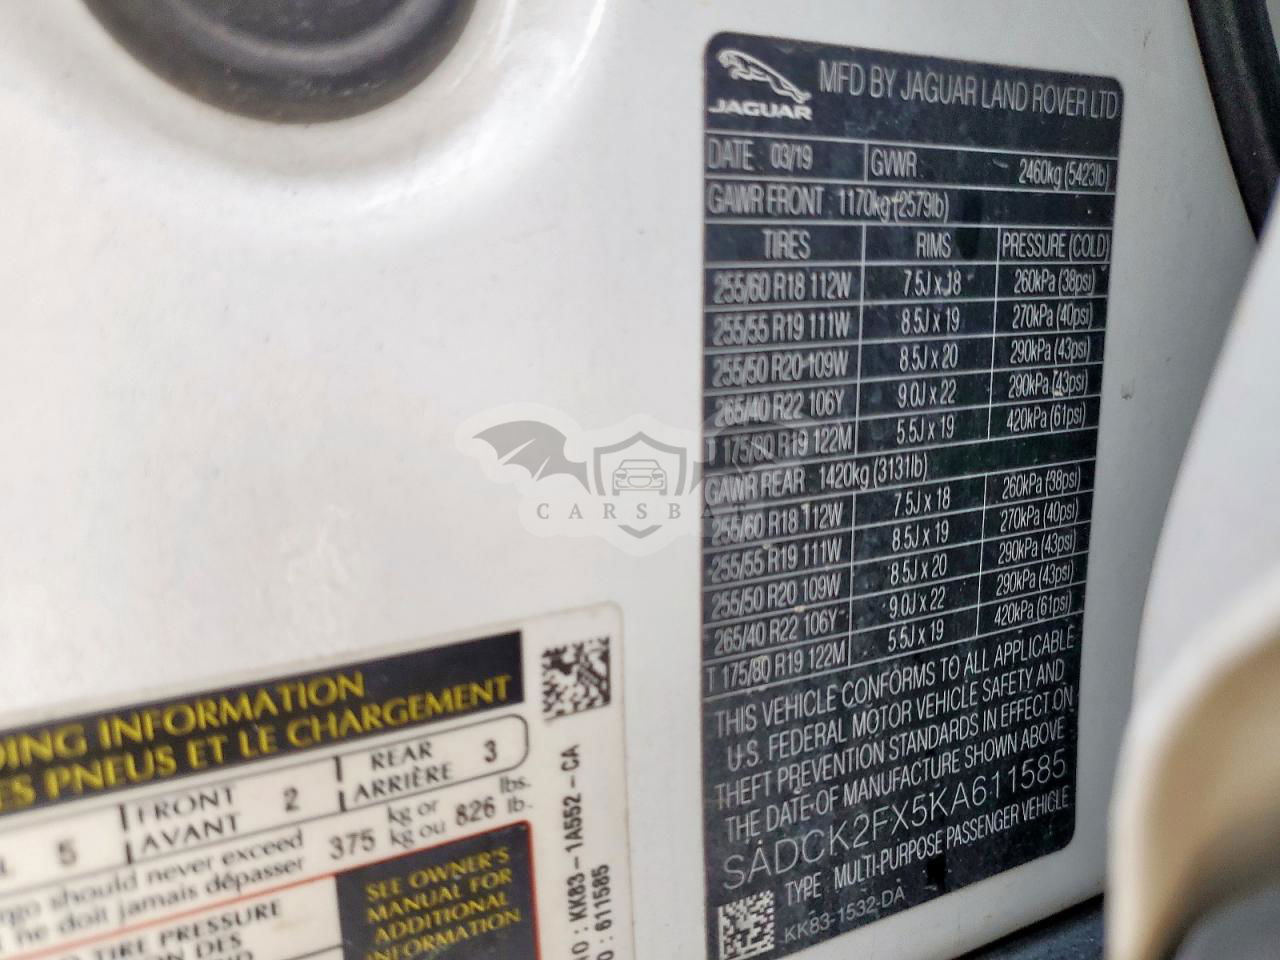 JAGUAR
MFD BY JAGUAR LAND ROVER LTD
DATE : 03/19 GVWR : 2460kg (5423lb)
GAWR FRONT : 1170kg (2579lb)
TIRES RIMS PRESSURE (COLD)
255/60 R18 112W 7.5J x 18 260kPa (38psi)
255/55 R19 111W 8.5J x 19 270kPa (40psi)
255/50 R20 109W 8.5J x 20 290kPa (43psi)
265/40 R22 106Y 9.0J x 22 290kPa (43psi)
T 175/80 R19 122M 5.5J x 19 420kPa (61psi)
GAWR REAR : 1420kg (3131lb)
255/60 R18 112W 7.5J x 18 260kPa (38psi)
255/55 R19 111W 8.5J x 19 270kPa (40psi)
255/50 R20 109W 8.5J x 20 290kPa (43psi)
265/40 R22 106Y 9.0J x 22 290kPa (43psi)
T 175/80 R19 122M 5.5J x 19 420kPa (61psi)
THIS VEHICLE CONFORMS TO ALL APPLICABLE
U.S. FEDERAL MOTOR VEHICLE SAFETY AND
THEFT PREVENTION STANDARDS IN EFFECT ON
THE DATE OF MANUFACTURE SHOWN ABOVE
SADCK2FX5KA611585
TYPE : MULTI-PURPOSE PASSENGER VEHICLE
KK83-1532-DA
CARSBAT
DING INFORMATION
ES PNEUS ET LE CHARGEMENT
5 FRONT AVANT 2 REAR ARRIÈRE 3
rgo should never exceed 375 kg or 826 lbs.
ne doit jamais dépasser kg ou lb.
TIRE PRESSURE
ON DES
SEE OWNER'S
MANUAL FOR
ADDITIONAL
INFORMATION
KK83-1A552-CA
: 611585